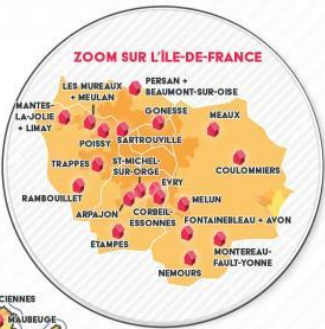 ZOOM SUR L'ÎLE-DE-FRANCE
LES MUREAUX
+ MEULAN
PERSAN +
BEAUMONT-SUR-OISE
MANTES-
LA-JOLIE
+ LIMAY
GONESSE
MEAUX
POISSY
SARTROUVILLE
TRAPPES
ST-MICHEL-
SUR-ORGE
COULOMMIERS
EVRY
RAMBOUILLET
MELUN
ARPAJON
CORBEIL-
ESSONNES
FONTAINEBLEAU + AVON
ÉTAMPES
MONTEREAU-
FAULT-YONNE
NEMOURS
CIENNES
MAUBEUGE